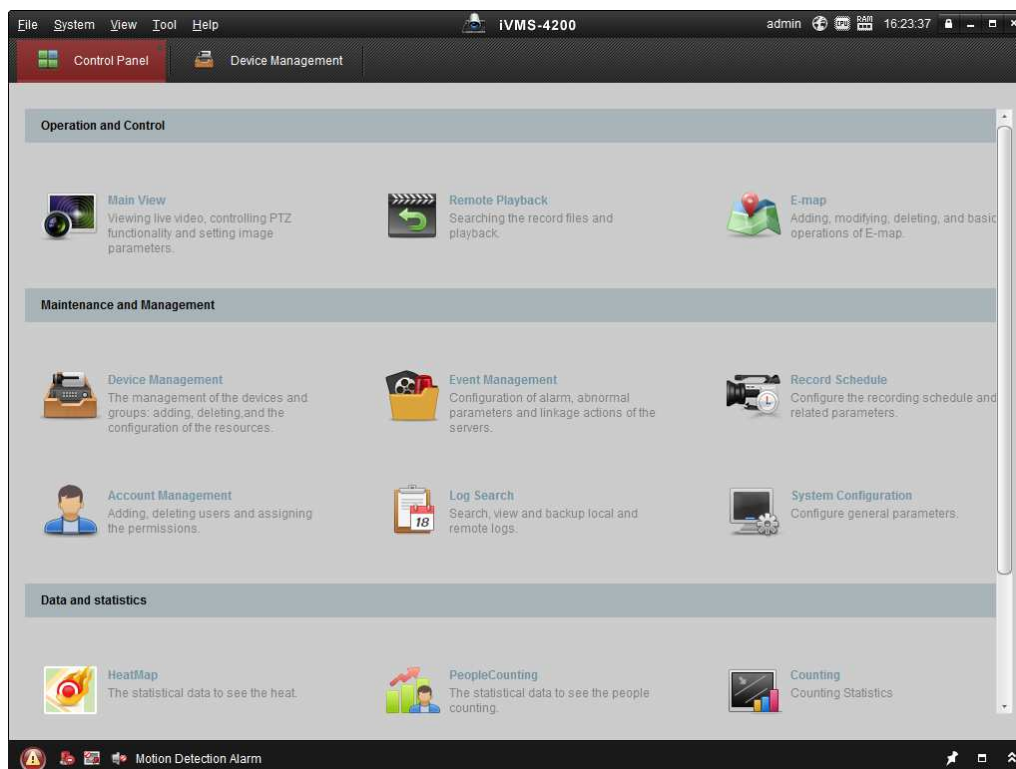 File System View Tool Help iVMS-4200 admin CPU RAM 16:23:37
Control Panel Device Management
Operation and Control
Main View
Viewing live video, controlling PTZ
functionality and setting image
parameters.
Remote Playback
Searching the record files and
playback.
E-map
Adding, modifying, deleting, and basic
operations of E-map.
Maintenance and Management
Device Management
The management of the devices and
groups: adding, deleting,and the
configuration of the resources.
Event Management
Configuration of alarm, abnormal
parameters and linkage actions of the
servers.
Record Schedule
Configure the recording schedule and
related parameters.
Account Management
Adding, deleting users and assigning
the permissions.
18
Log Search
Search, view and backup local and
remote logs.
System Configuration
Configure general parameters.
Data and statistics
HeatMap
The statistical data to see the heat.
PeopleCounting
The statistical data to see the people
counting.
Counting
Counting Statistics
Motion Detection Alarm